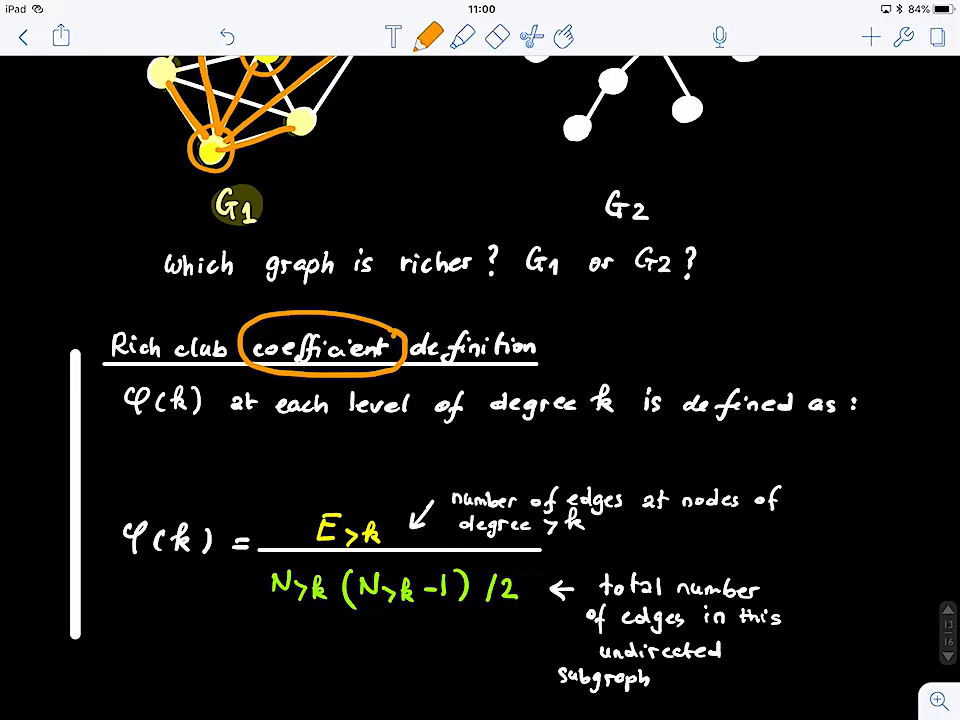 iPad 11:00 84%
T
G1 G2
Which graph is richer? G1 or G2?
Rich club coefficient definition
φ(k) at each level of degree k is defined as:
number of edges at nodes of
degree > k
φ(k) = E>k
N>k (N>k -1) /2
← total number
of edges in this
undirected
subgraph
13
16